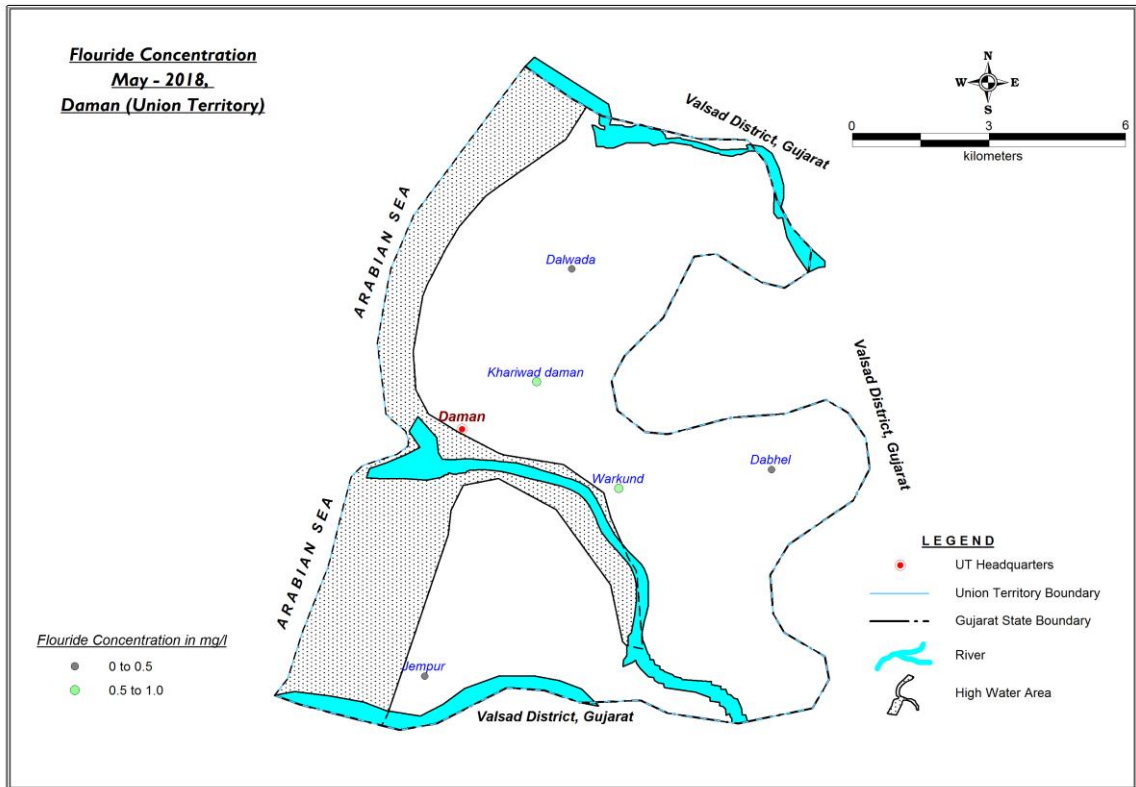 Flouride Concentration
May - 2018,
Daman (Union Territory)
N
W E
S
0 3 6
kilometers
Valsad District, Gujarat
ARABIAN SEA
Dalwada
Khariwad daman
Valsad District, Gujarat
Daman
Dabhel
Warkund
ARABIAN SEA
Jempur
Valsad District, Gujarat
LEGEND
UT Headquarters
Union Territory Boundary
Gujarat State Boundary
River
High Water Area
Flouride Concentration in mg/l
0 to 0.5
0.5 to 1.0